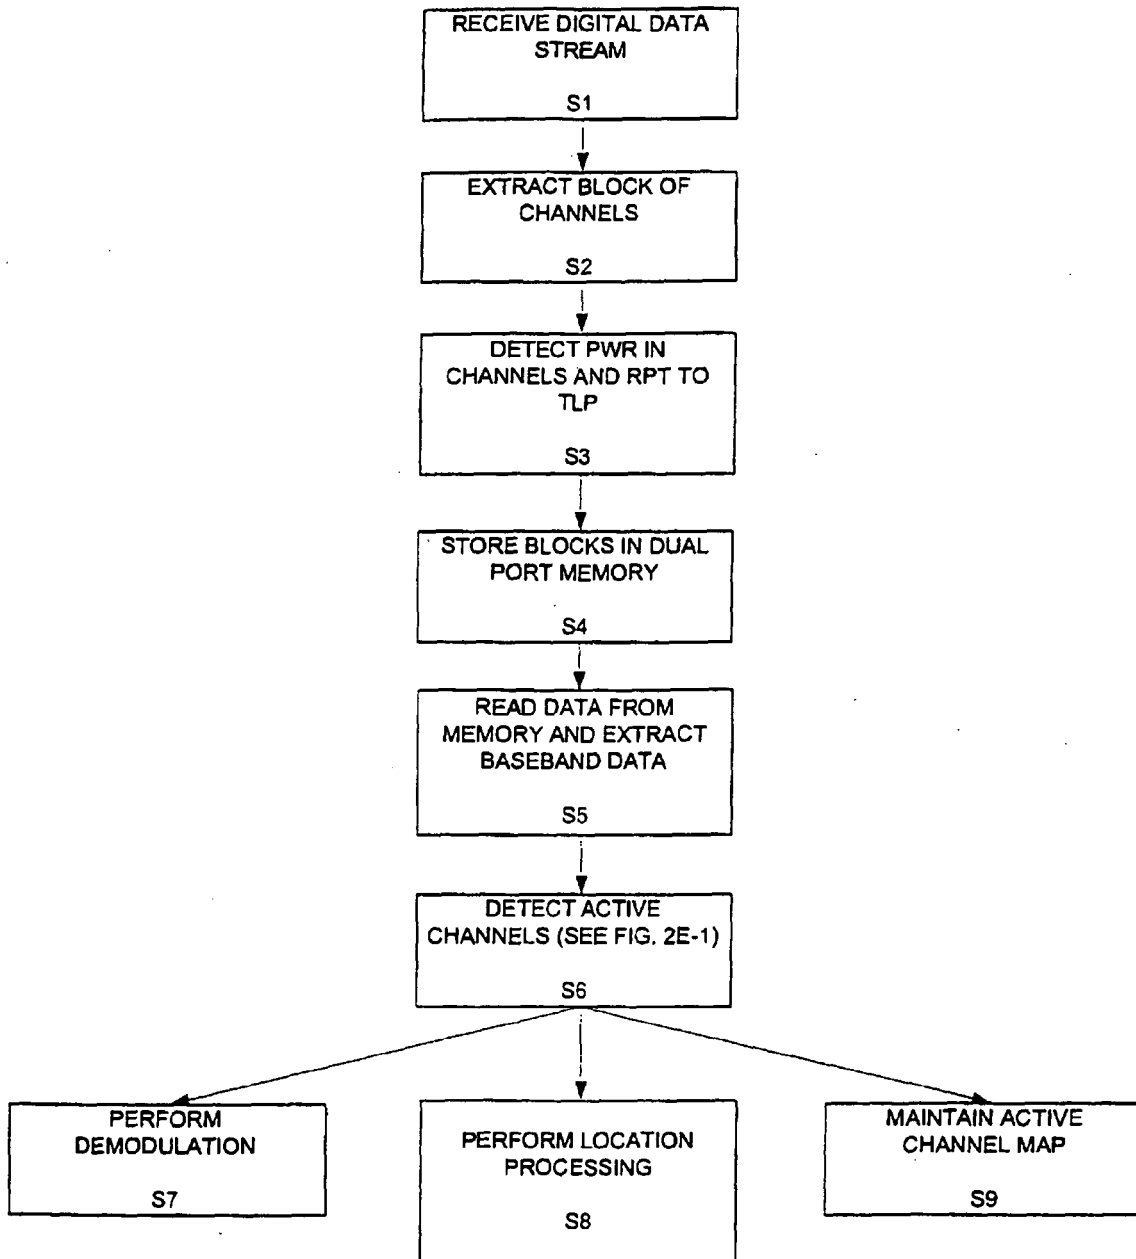 RECEIVE DIGITAL DATA
STREAM
S1
EXTRACT BLOCK OF
CHANNELS
S2
DETECT PWR IN
CHANNELS AND RPT TO
TLP
S3
STORE BLOCKS IN DUAL
PORT MEMORY
S4
READ DATA FROM
MEMORY AND EXTRACT
BASEBAND DATA
S5
DETECT ACTIVE
CHANNELS (SEE FIG. 2E-1)
S6
PERFORM
DEMODULATION
S7
PERFORM LOCATION
PROCESSING
S8
MAINTAIN ACTIVE
CHANNEL MAP
S9